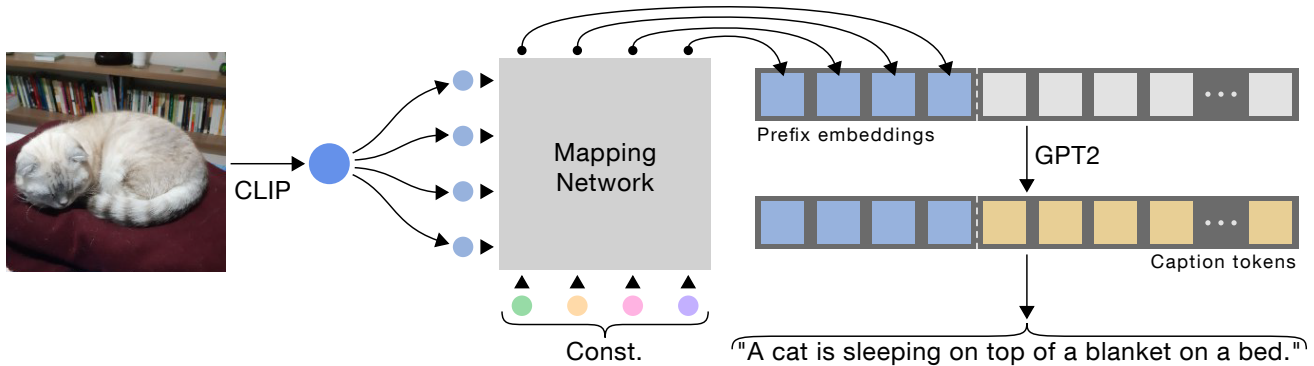 CLIP
Mapping
Network
Const.
Prefix embeddings
GPT2
Caption tokens
"A cat is sleeping on top of a blanket on a bed."